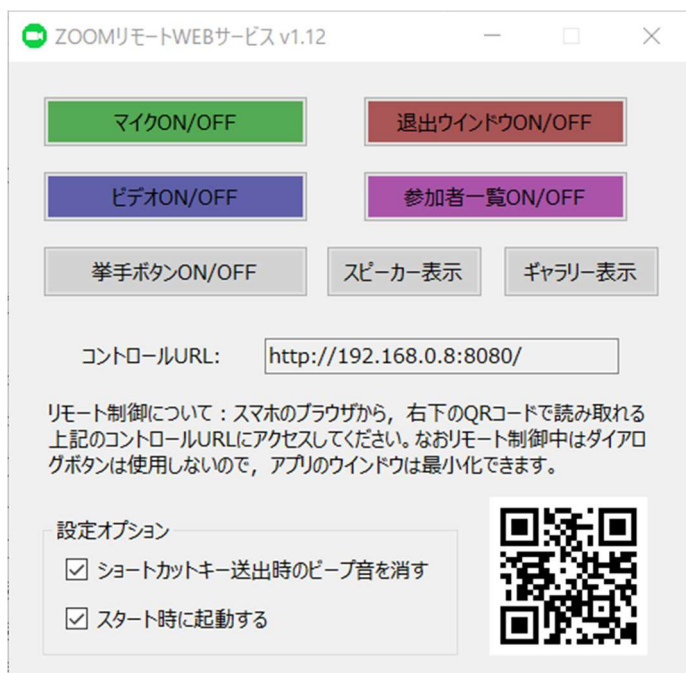 ZOOMリモートWEBサービス v1.12
マイクON/OFF
退出ウインドウON/OFF
ビデオON/OFF
参加者一覧ON/OFF
挙手ボタンON/OFF
スピーカー表示
ギャラリー表示
コントロールURL:
http://192.168.0.8:8080/
リモート制御について：スマホのブラウザから，右下のQRコードで読み取れる
上記のコントロールURLにアクセスしてください。なおリモート制御中はダイアロ
グボタンは使用しないので，アプリのウインドウは最小化できます。
設定オプション
ショートカットキー送出時のビープ音を消す
スタート時に起動する